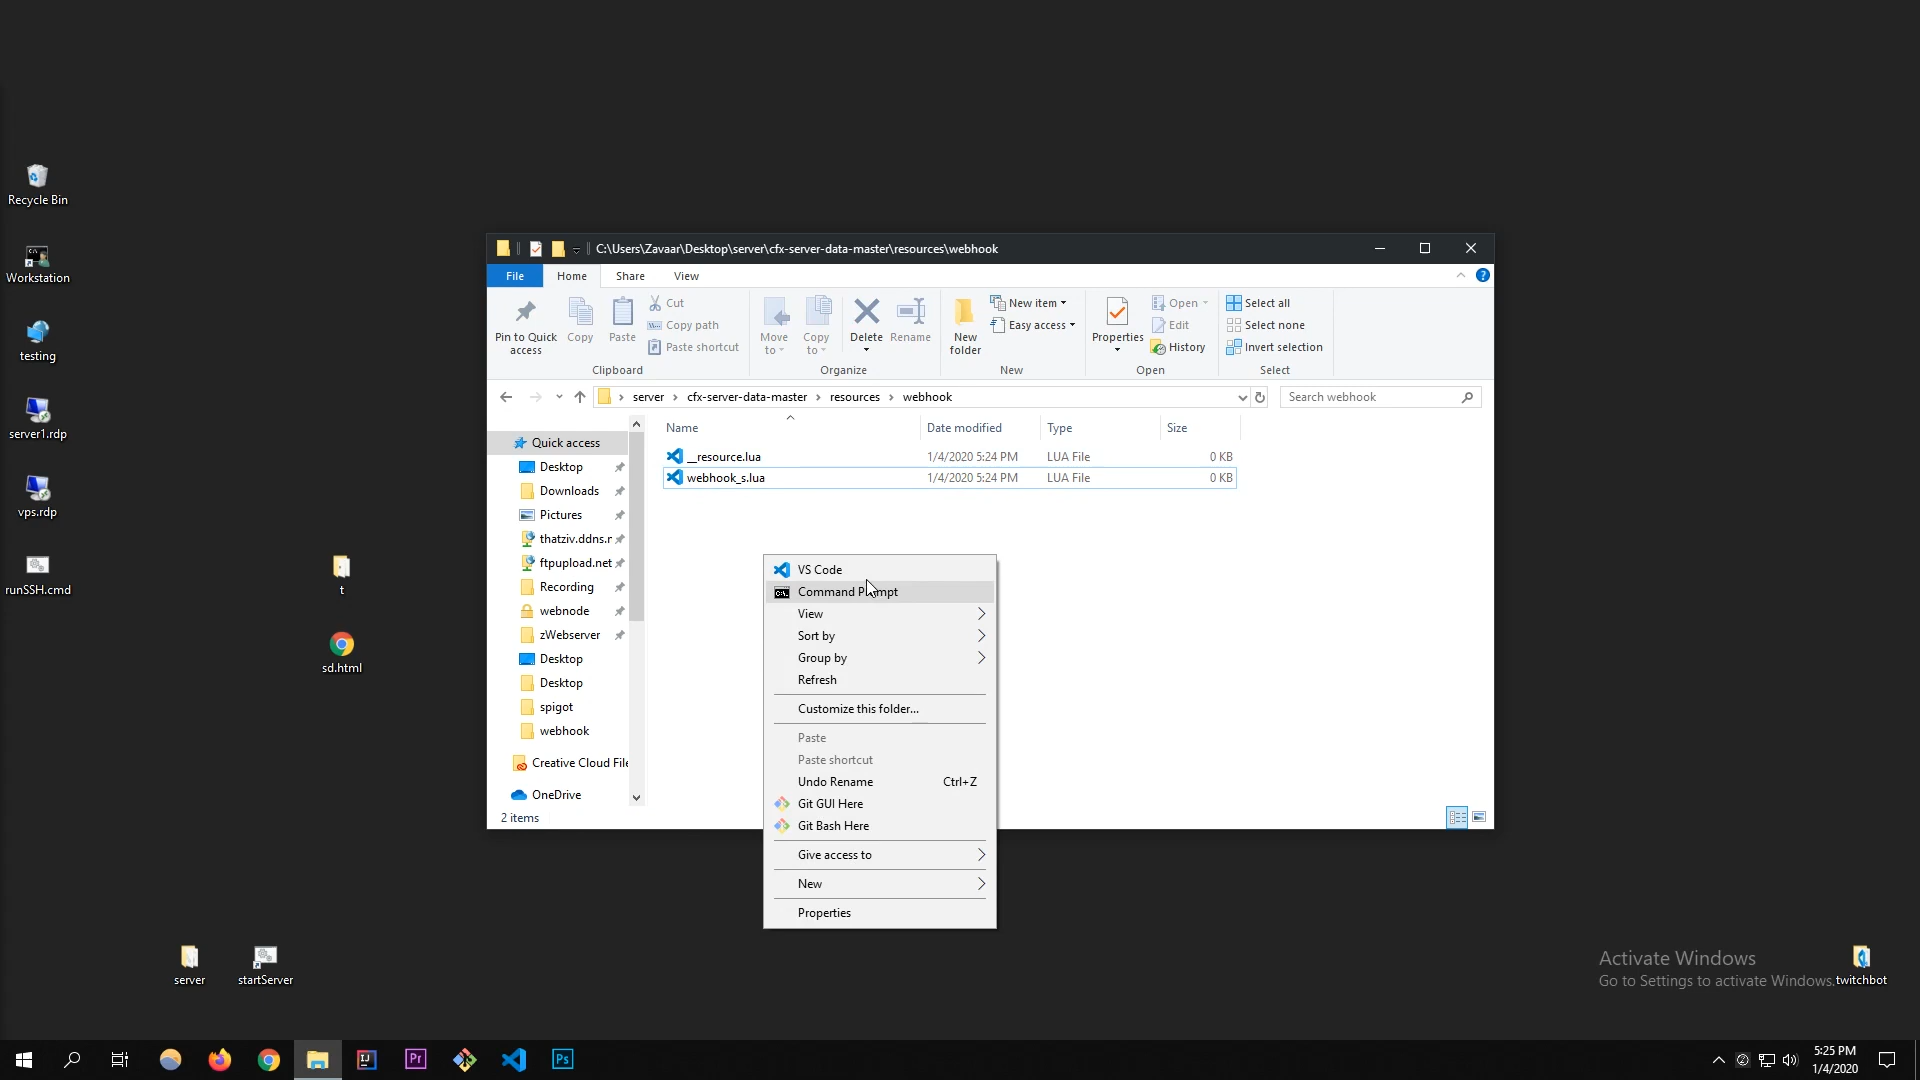 Recycle Bin
Workstation
testing
server1.rdp
vps.rdp
runSSH.cmd
t
sd.html
server
startServer
C:\Users\Zavaar\Desktop\server\cfx-server-data-master\resources\webhook
File
Home
Share
View
Pin to Quick access
Copy
Paste
Cut
Copy path
Paste shortcut
Clipboard
Move to
Copy to
Delete
Rename
Organize
New folder
New item
Easy access
New
Properties
Open
Edit
History
Open
Select all
Select none
Invert selection
Select
server > cfx-server-data-master > resources > webhook
Search webhook
Quick access
Desktop
Downloads
Pictures
thatziv.ddns.r
ftpupload.net
Recording
webnode
zWebserver
Desktop
Desktop
spigot
webhook
Creative Cloud File
OneDrive
Name Date modified Type Size
__resource.lua 1/4/2020 5:24 PM LUA File 0 KB
webhook_s.lua 1/4/2020 5:24 PM LUA File 0 KB
2 items
VS Code
Command Prompt
View
Sort by
Group by
Refresh
Customize this folder...
Paste
Paste shortcut
Undo Rename Ctrl+Z
Git GUI Here
Git Bash Here
Give access to
New
Properties
Activate Windows
Go to Settings to activate Windows.
twitchbot
IJ
Pr
Ps
5:25 PM
1/4/2020